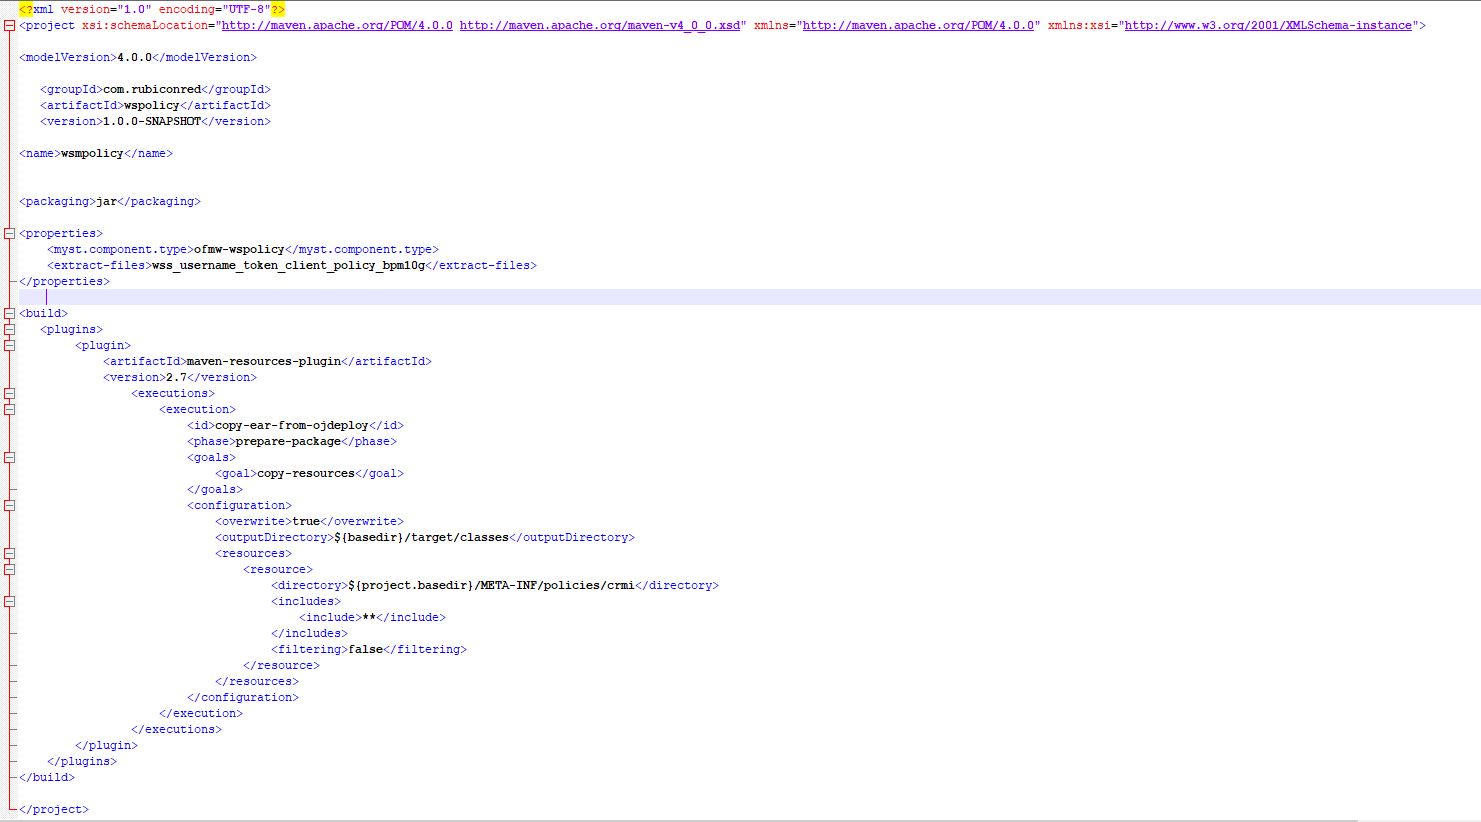 <?xml version="1.0" encoding="UTF-8"?>
<project xsi:schemaLocation="http://maven.apache.org/POM/4.0.0 http://maven.apache.org/maven-v4_0_0.xsd" xmlns="http://maven.apache.org/POM/4.0.0" xmlns:xsi="http://www.w3.org/2001/XMLSchema-instance">
<modelVersion>4.0.0</modelVersion>
<groupId>com.rubiconred</groupId>
<artifactId>wspolicy</artifactId>
<version>1.0.0-SNAPSHOT</version>
<name>wsmpolicy</name>
<packaging>jar</packaging>
<properties>
<myst.component.type>ofmw-wspolicy</myst.component.type>
<extract-files>wss_username_token_client_policy_bpm10g</extract-files>
</properties>
<build>
<plugins>
<plugin>
<artifactId>maven-resources-plugin</artifactId>
<version>2.7</version>
<executions>
<execution>
<id>copy-ear-from-ojdeploy</id>
<phase>prepare-package</phase>
<goals>
<goal>copy-resources</goal>
</goals>
<configuration>
<overwrite>true</overwrite>
<outputDirectory>${basedir}/target/classes</outputDirectory>
<resources>
<resource>
<directory>${project.basedir}/META-INF/policies/crmi</directory>
<includes>
<include>**</include>
</includes>
<filtering>false</filtering>
</resource>
</resources>
</configuration>
</execution>
</executions>
</plugin>
</plugins>
</build>
</project>